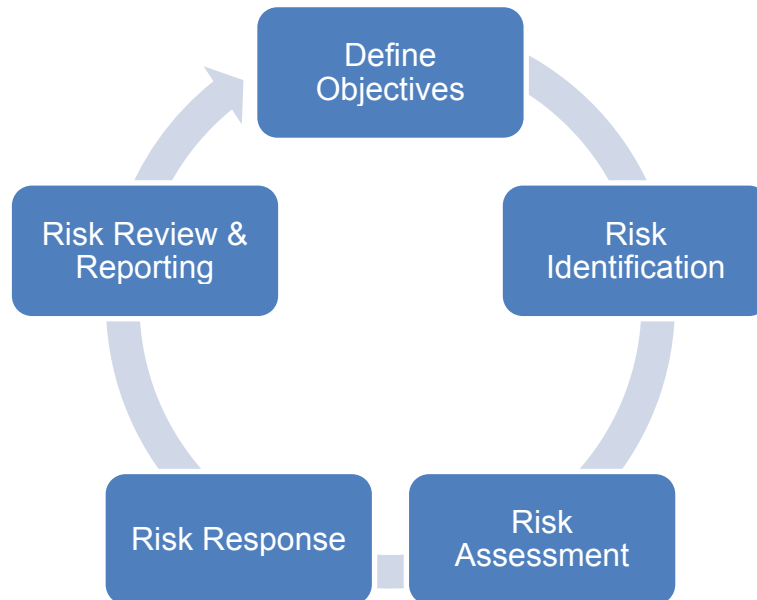 Define
Objectives
Risk
Identification
Risk
Assessment
Risk Response
Risk Review &
Reporting